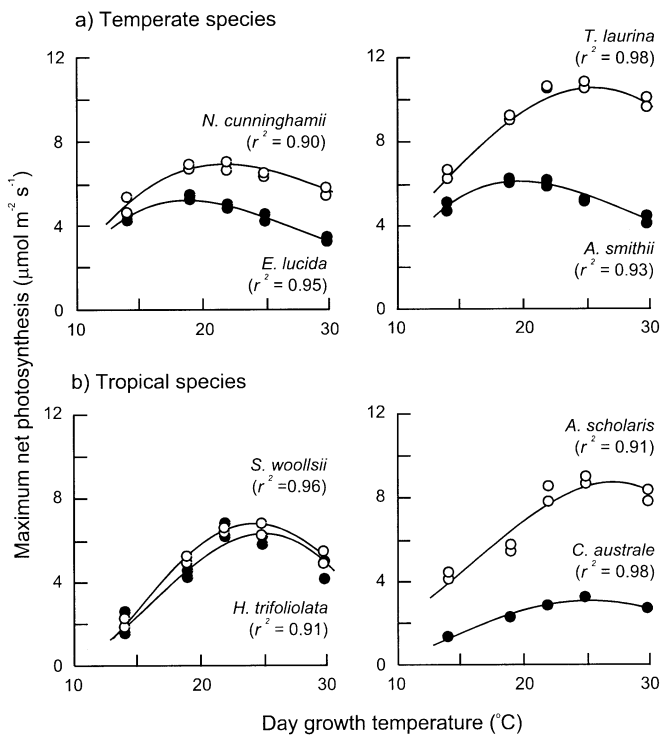 a) Temperate species
12
8
4
0
10
20
30
N. cunninghamii
(r² = 0.90)
E. lucida
(r² = 0.95)
12
8
4
0
10
20
30
T. laurina
(r² = 0.98)
A. smithii
(r² = 0.93)
Maximum net photosynthesis (μmol m⁻² s⁻¹)
b) Tropical species
12
8
4
0
10
20
30
S. woollsii
(r² =0.96)
H. trifoliolata
(r² = 0.91)
12
8
4
0
10
20
30
A. scholaris
(r² = 0.91)
C. australe
(r² = 0.98)
Day growth temperature (°C)